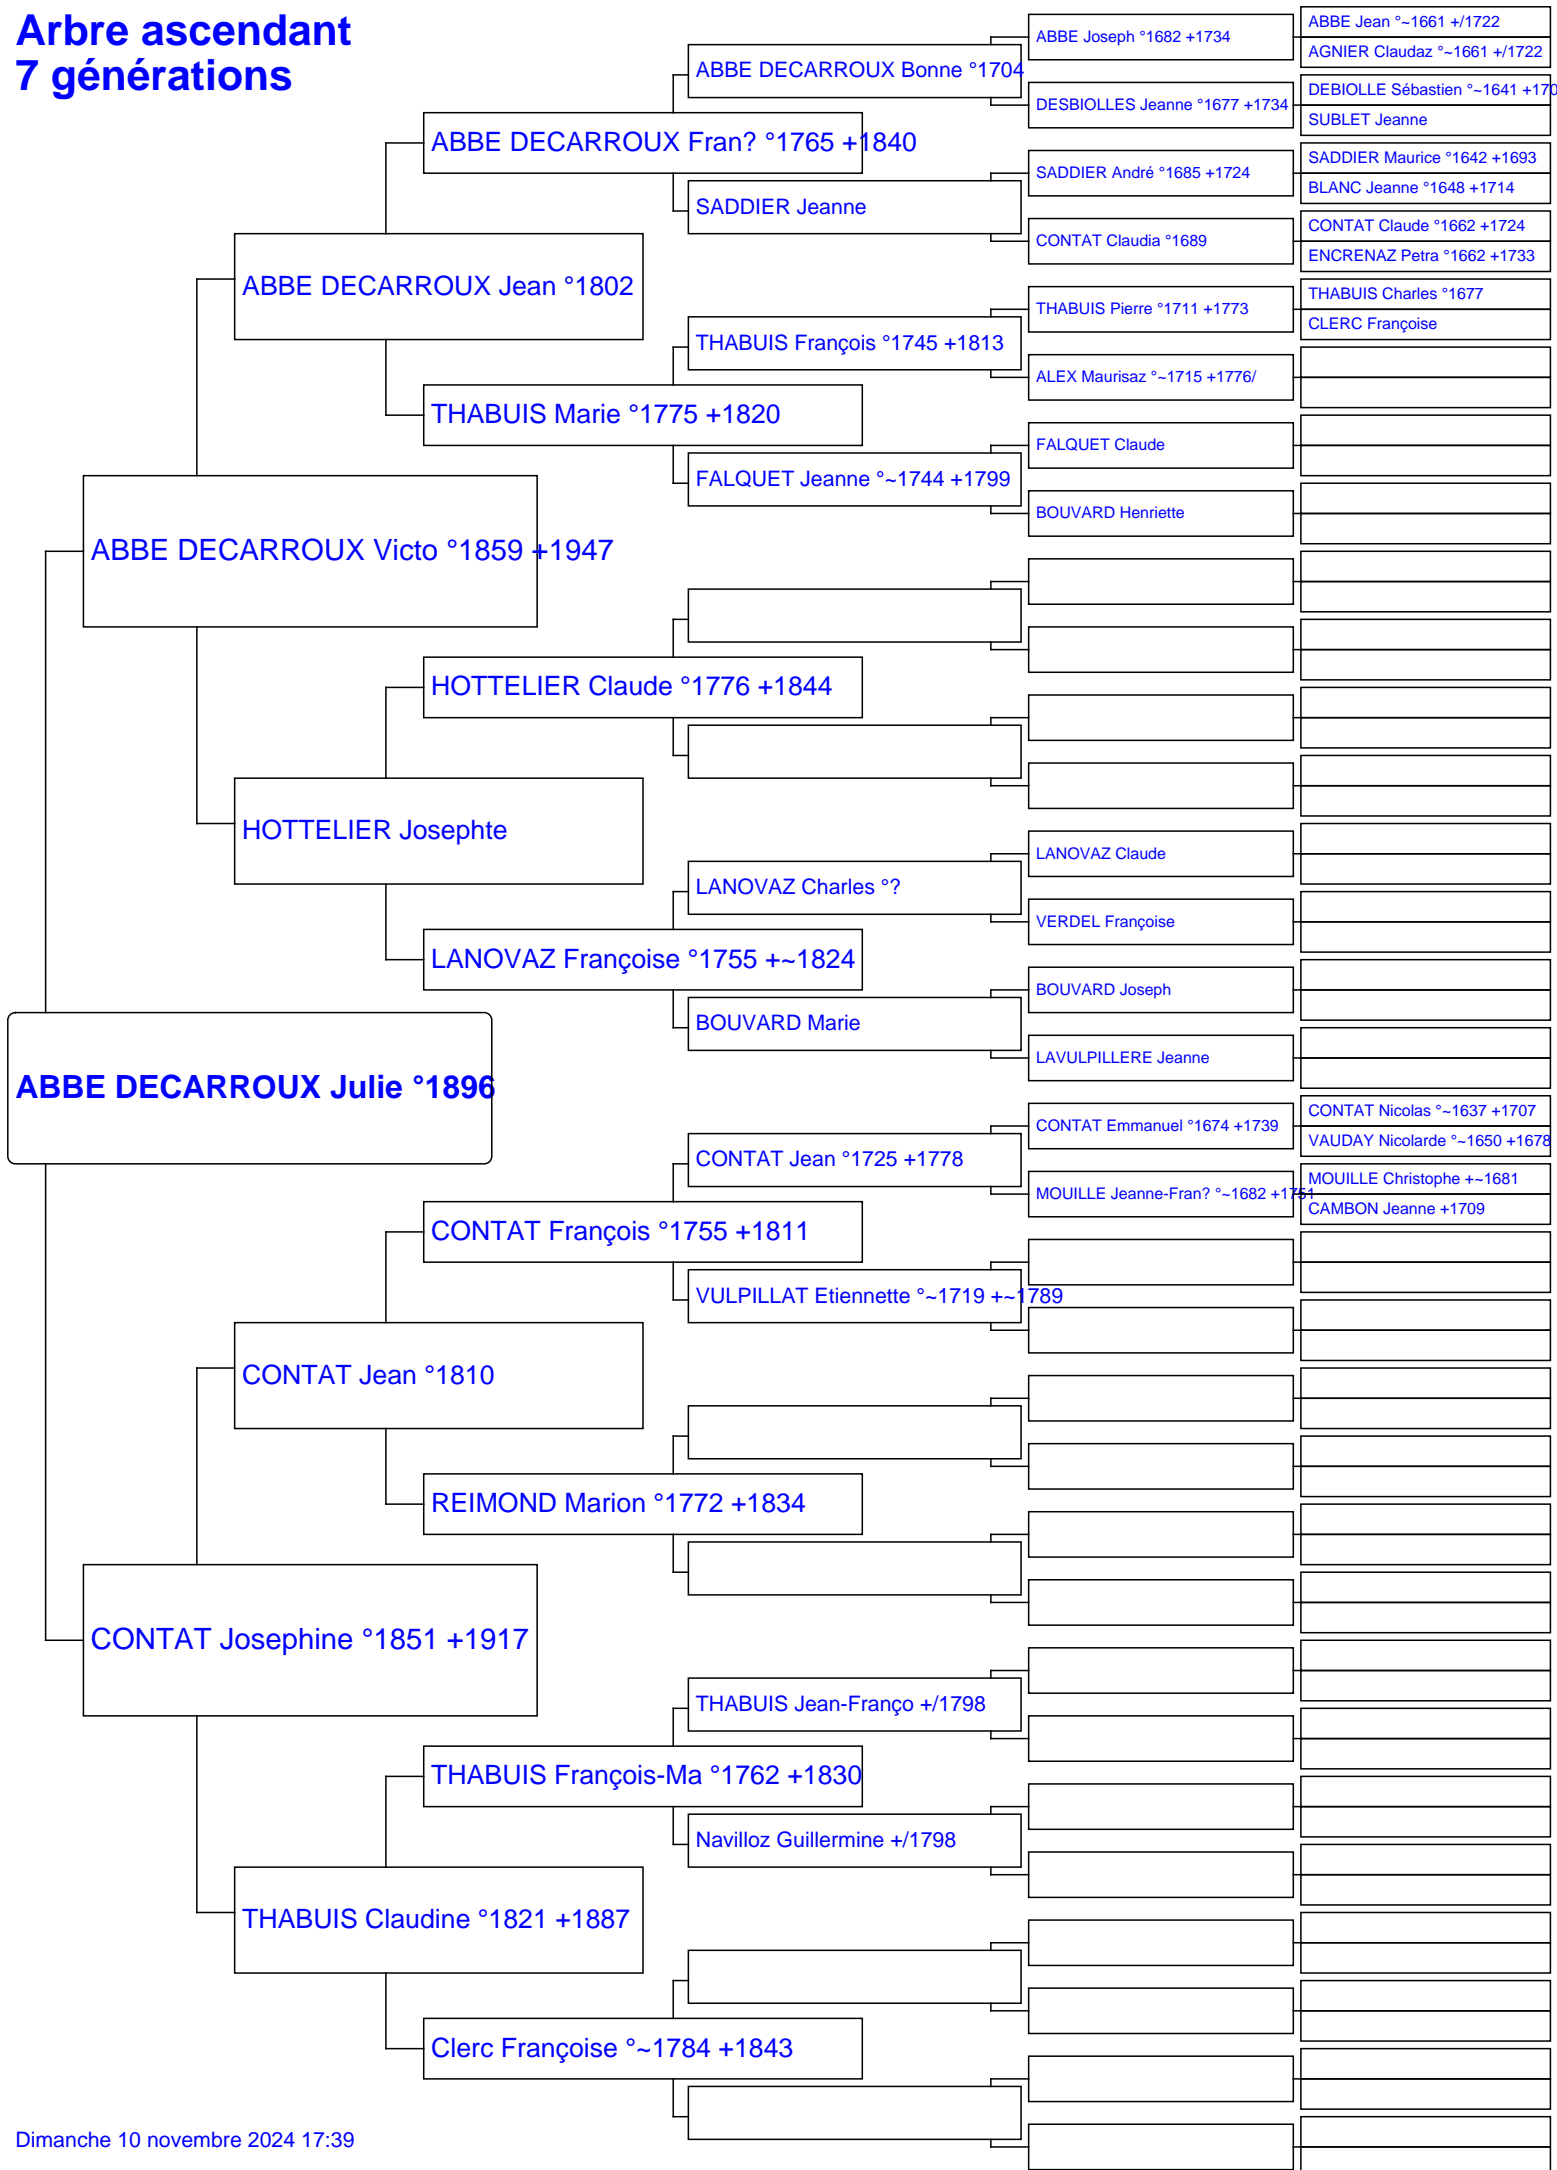 Arbre ascendant
7 générations
ABBE Jean °~1661 +/1722
ABBE Joseph °1682 +1734
AGNIER Claudaz °~1661 +/1722
ABBE DECARROUX Bonne °1704
DEBIOLLE Sébastien °~1641 +170
DESBIOLLES Jeanne °1677 +1734
SUBLET Jeanne
ABBE DECARROUX Fran? °1765 +1840
SADDIER Maurice °1642 +1693
SADDIER André °1685 +1724
BLANC Jeanne °1648 +1714
SADDIER Jeanne
CONTAT Claude °1662 +1724
CONTAT Claudia °1689
ENCRENAZ Petra °1662 +1733
ABBE DECARROUX Jean °1802
THABUIS Charles °1677
THABUIS Pierre °1711 +1773
CLERC Françoise
THABUIS François °1745 +1813
ALEX Maurisaz °~1715 +1776/
THABUIS Marie °1775 +1820
FALQUET Claude
FALQUET Jeanne °~1744 +1799
BOUVARD Henriette
ABBE DECARROUX Victo °1859 +1947
HOTTELIER Claude °1776 +1844
HOTTELIER Josephte
LANOVAZ Claude
LANOVAZ Charles °?
VERDEL Françoise
LANOVAZ Françoise °1755 +~1824
BOUVARD Joseph
BOUVARD Marie
LAVULPILLERE Jeanne
ABBE DECARROUX Julie °1896
CONTAT Nicolas °~1637 +1707
CONTAT Emmanuel °1674 +1739
VAUDAY Nicolarde °~1650 +1678
CONTAT Jean °1725 +1778
MOUILLE Christophe +~1681
MOUILLE Jeanne-Fran? °~1682 +1751
CAMBON Jeanne +1709
CONTAT François °1755 +1811
VULPILLAT Etiennette °~1719 +~1789
CONTAT Jean °1810
REIMOND Marion °1772 +1834
CONTAT Josephine °1851 +1917
THABUIS Jean-Franço +/1798
THABUIS François-Ma °1762 +1830
Navilloz Guillermine +/1798
THABUIS Claudine °1821 +1887
Clerc Françoise °~1784 +1843
Dimanche 10 novembre 2024 17:39